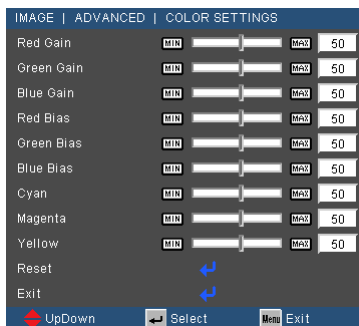 IMAGE | ADVANCED | COLOR SETTINGS
Red Gain MIN MAX 50
Green Gain MIN MAX 50
Blue Gain MIN MAX 50
Red Bias MIN MAX 50
Green Bias MIN MAX 50
Blue Bias MIN MAX 50
Cyan MIN MAX 50
Magenta MIN MAX 50
Yellow MIN MAX 50
Reset
Exit
UpDown Select Menu Exit